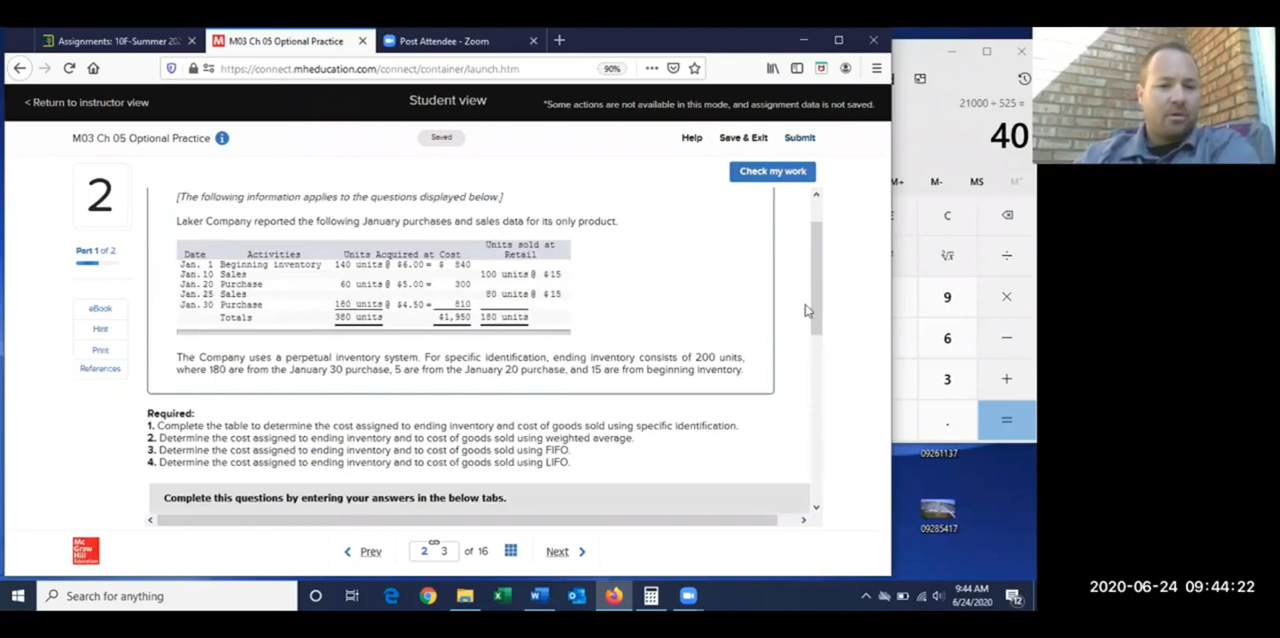 Assignments: 10F-Summer 202
M03 Ch 05 Optional Practice
Post Attendee - Zoom
https://connect.mheducation.com/connect/container/launch.htm
90%
< Return to instructor view
Student view
*Some actions are not available in this mode, and assignment data is not saved.
M03 Ch 05 Optional Practice
Saved
Help
Save & Exit
Submit
Check my work
2
Part 1 of 2
eBook
Hint
Print
References
[The following information applies to the questions displayed below.]
Laker Company reported the following January purchases and sales data for its only product.
Date Activities Units Acquired at Cost Units sold at Retail
Jan. 1 Beginning inventory 140 units@ $6.00= $ 840
Jan. 10 Sales 100 units@ $15
Jan. 20 Purchase 60 units@ $5.00= 300
Jan. 25 Sales 80 units@ $15
Jan. 30 Purchase 180 units@ $4.50= 810
Totals 380 units $1,950 180 units
The Company uses a perpetual inventory system. For specific identification, ending inventory consists of 200 units,
where 180 are from the January 30 purchase, 5 are from the January 20 purchase, and 15 are from beginning inventory.
Required:
1. Complete the table to determine the cost assigned to ending inventory and cost of goods sold using specific identification.
2. Determine the cost assigned to ending inventory and to cost of goods sold using weighted average.
3. Determine the cost assigned to ending inventory and to cost of goods sold using FIFO.
4. Determine the cost assigned to ending inventory and to cost of goods sold using LIFO.
Complete this questions by entering your answers in the below tabs.
Mc
Graw
Hill
Education
< Prev
2 3 of 16
Next >
21000 ÷ 525 =
40
M+ M- MS
C
÷
9 ×
6 −
3 +
. =
09261137
09285417
Search for anything
9:44 AM
6/24/2020
12
2020-06-24 09:44:22